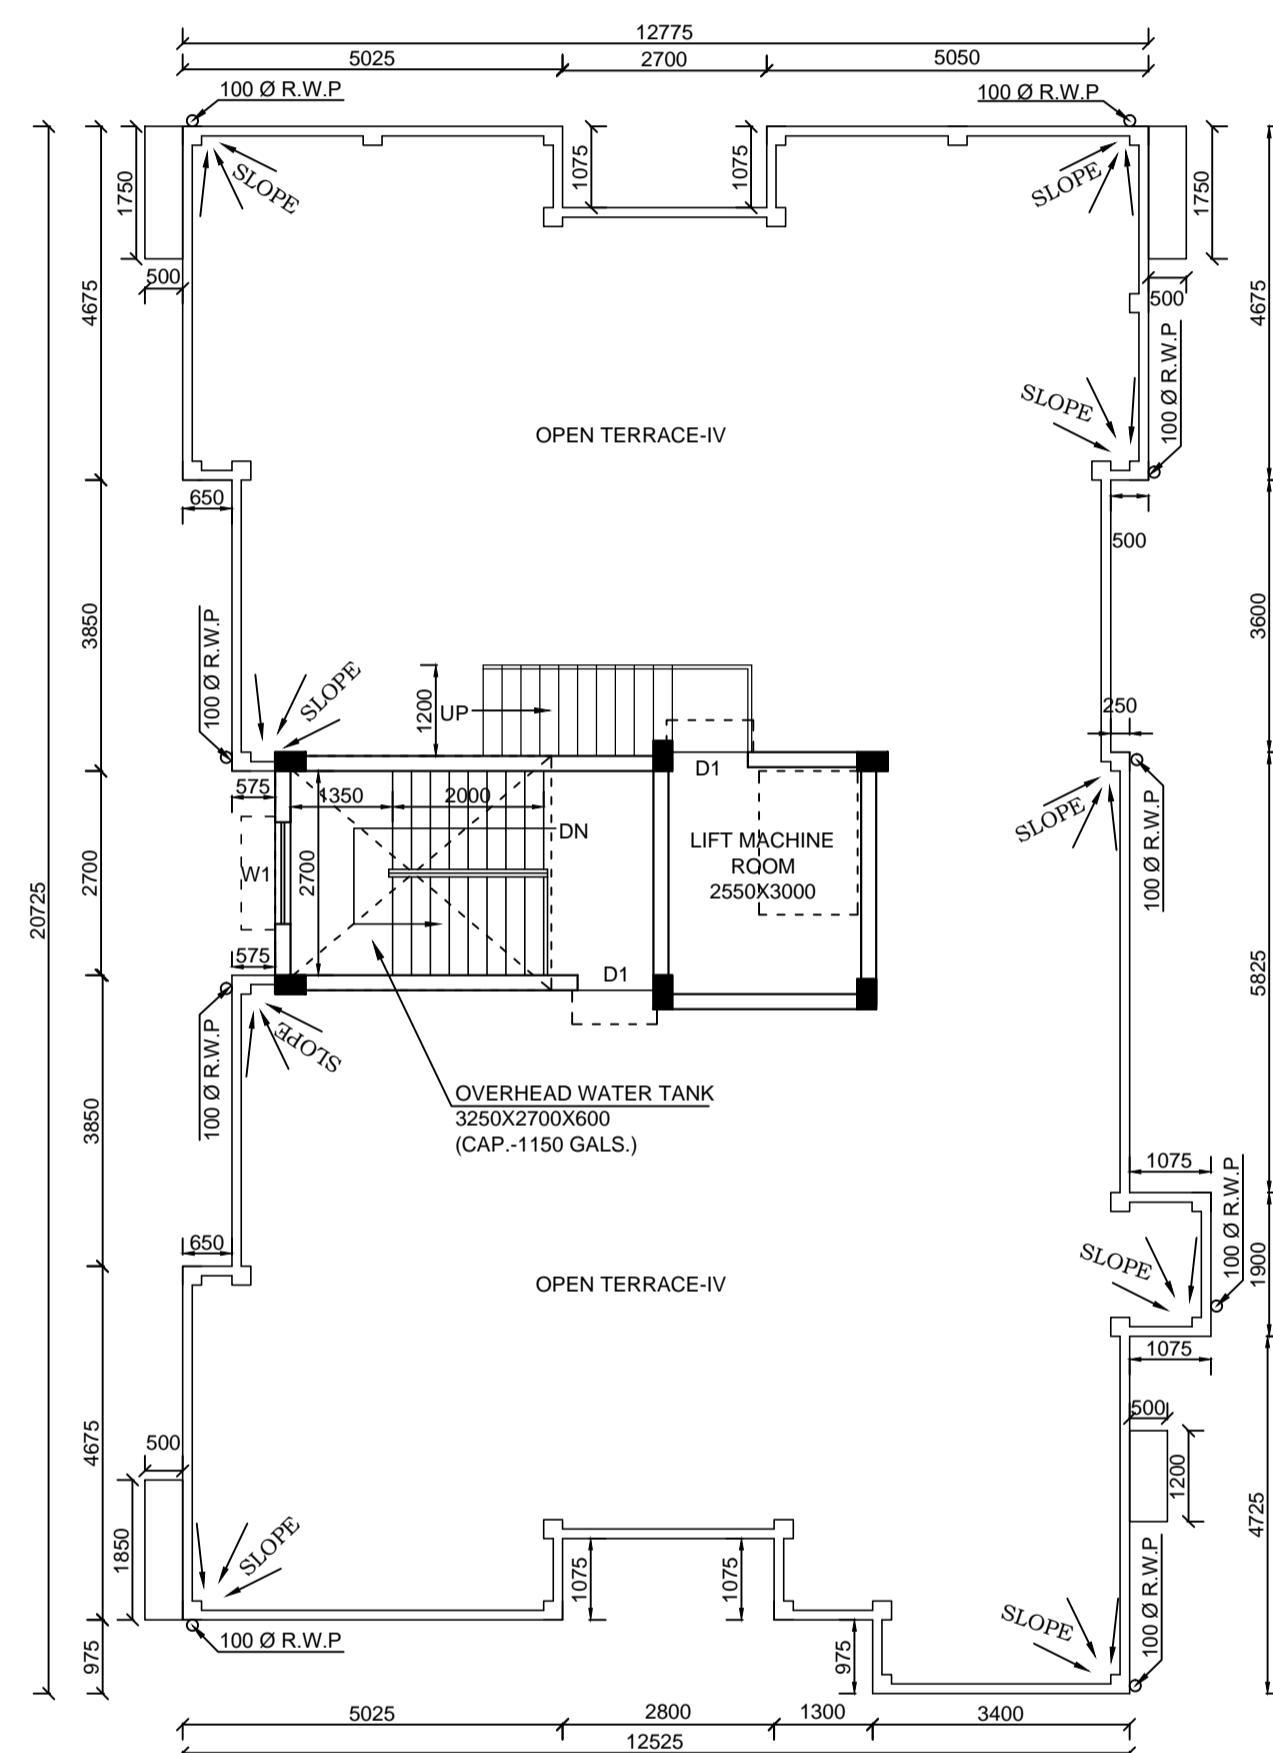 12775
5025
2700
5050
100 Ø R.W.P
100 Ø R.W.P
1750
SLOPE
1075
1075
SLOPE
1750
500
500
4675
4675
100 Ø R.W.P
SLOPE
OPEN TERRACE-IV
650
500
3850
100 Ø R.W.P
SLOPE
1200
UP
3600
250
D1
575
1350
2000
DN
LIFT MACHINE
ROOM
2550X3000
SLOPE
100 Ø R.W.P
W1
2700
2700
20725
575
D1
5825
100 Ø R.W.P
SLOPE
OVERHEAD WATER TANK
3250X2700X600
(CAP.-1150 GALS.)
3850
1075
100 Ø R.W.P
650
SLOPE
1900
OPEN TERRACE-IV
1075
4675
500
500
1200
4725
1850
SLOPE
1075
1075
100 Ø R.W.P
SLOPE
100 Ø R.W.P
975
975
5025
2800
1300
3400
12525